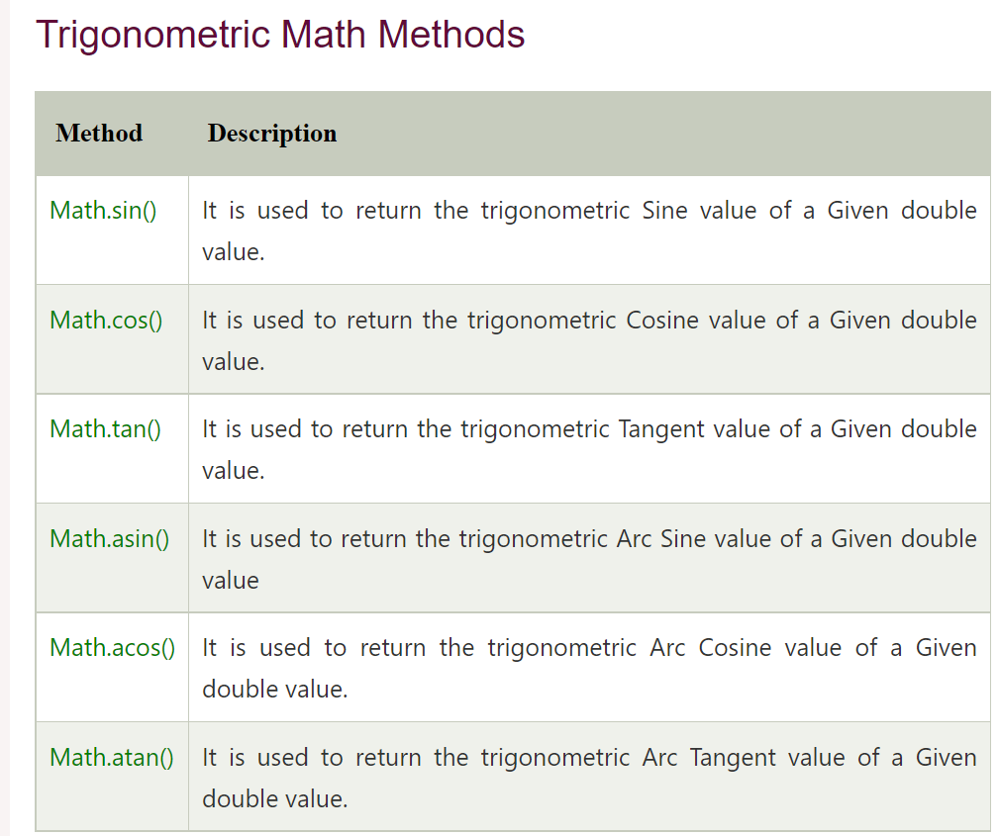 Trigonometric Math Methods
Method Description
Math.sin() It is used to return the trigonometric Sine value of a Given double
value.
Math.cos() It is used to return the trigonometric Cosine value of a Given double
value.
Math.tan() It is used to return the trigonometric Tangent value of a Given double
value.
Math.asin() It is used to return the trigonometric Arc Sine value of a Given double
value
Math.acos() It is used to return the trigonometric Arc Cosine value of a Given
double value.
Math.atan() It is used to return the trigonometric Arc Tangent value of a Given
double value.